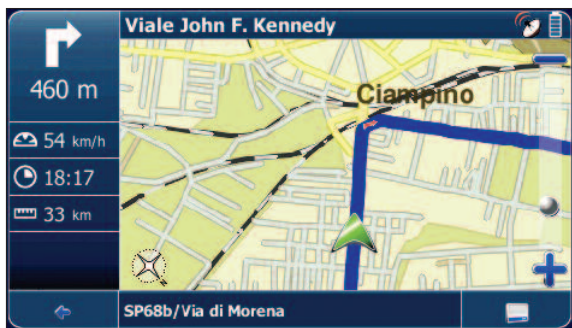 Viale John F. Kennedy
460 m
54 km/h
18:17
33 km
Ciampino
N
SP68b/Via di Morena